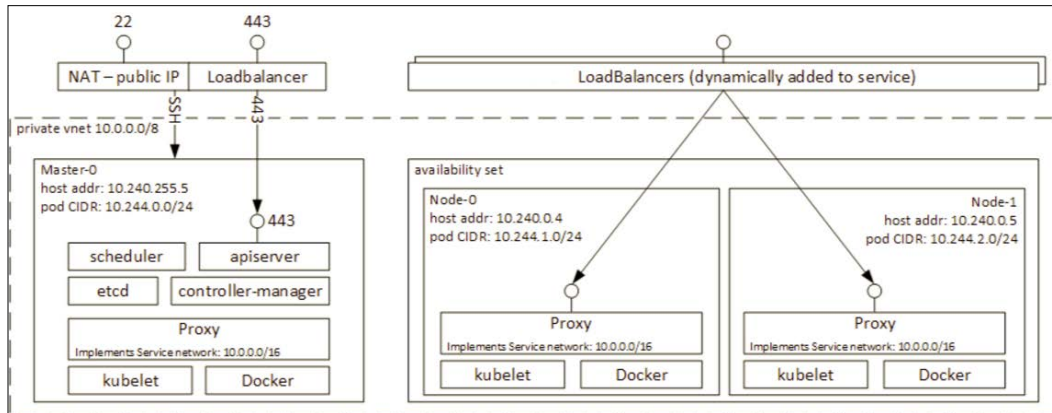 22
443
NAT – public IP
Loadbalancer
LoadBalancers (dynamically added to service)
SSH
443
private vnet 10.0.0.0/8
Master-0
host addr: 10.240.255.5
pod CIDR: 10.244.0.0/24
443
scheduler
apiserver
etcd
controller-manager
Proxy
Implements Service network: 10.0.0.0/16
kubelet
Docker
availability set
Node-0
host addr: 10.240.0.4
pod CIDR: 10.244.1.0/24
Proxy
Implements Service network: 10.0.0.0/16
kubelet
Docker
Node-1
host addr: 10.240.0.5
pod CIDR: 10.244.2.0/24
Proxy
Implements Service network: 10.0.0.0/16
kubelet
Docker